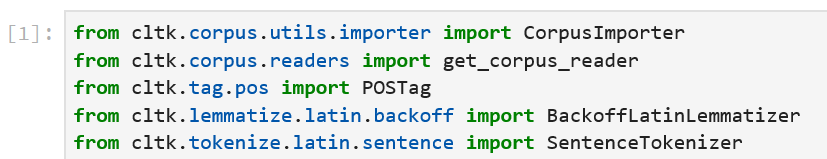 [1]: from cltk.corpus.utils.importer import CorpusImporter
from cltk.corpus.readers import get_corpus_reader
from cltk.tag.pos import POSTag
from cltk.lemmatize.latin.backoff import BackoffLatinLemmatizer
from cltk.tokenize.latin.sentence import SentenceTokenizer